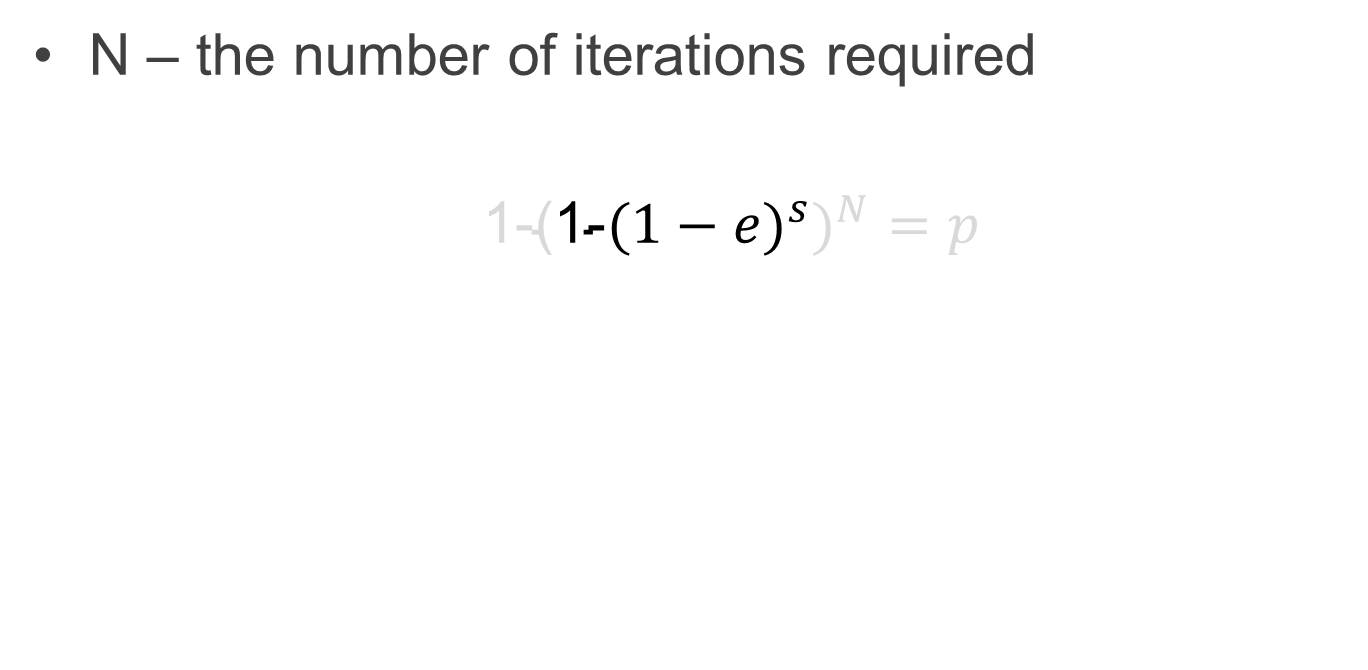 • N – the number of iterations required
1-(1-(1 − e)ˢ)ᴺ = p